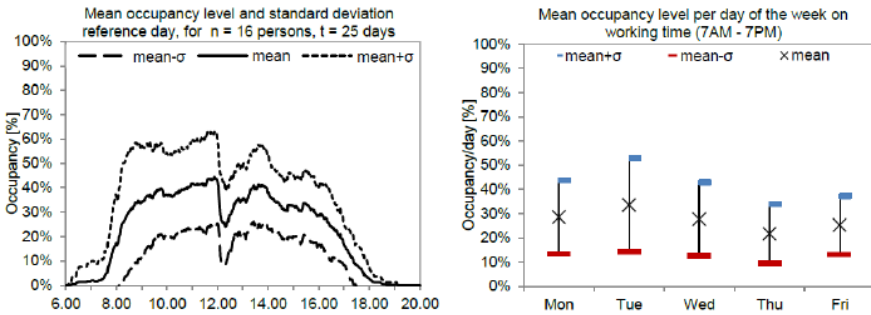 Mean occupancy level and standard deviation
reference day, for n = 16 persons, t = 25 days
100%
90%
80%
70%
60%
50%
40%
30%
20%
10%
0%
Occupancy [%]
mean-σ
mean
mean+σ
6.00
8.00
10.00
12.00
14.00
16.00
18.00
20.00
Mean occupancy level per day of the week on
working time (7AM - 7PM)
100%
90%
80%
70%
60%
50%
40%
30%
20%
10%
0%
Occupancy/day [%]
mean+σ
mean-σ
mean
Mon
Tue
Wed
Thu
Fri